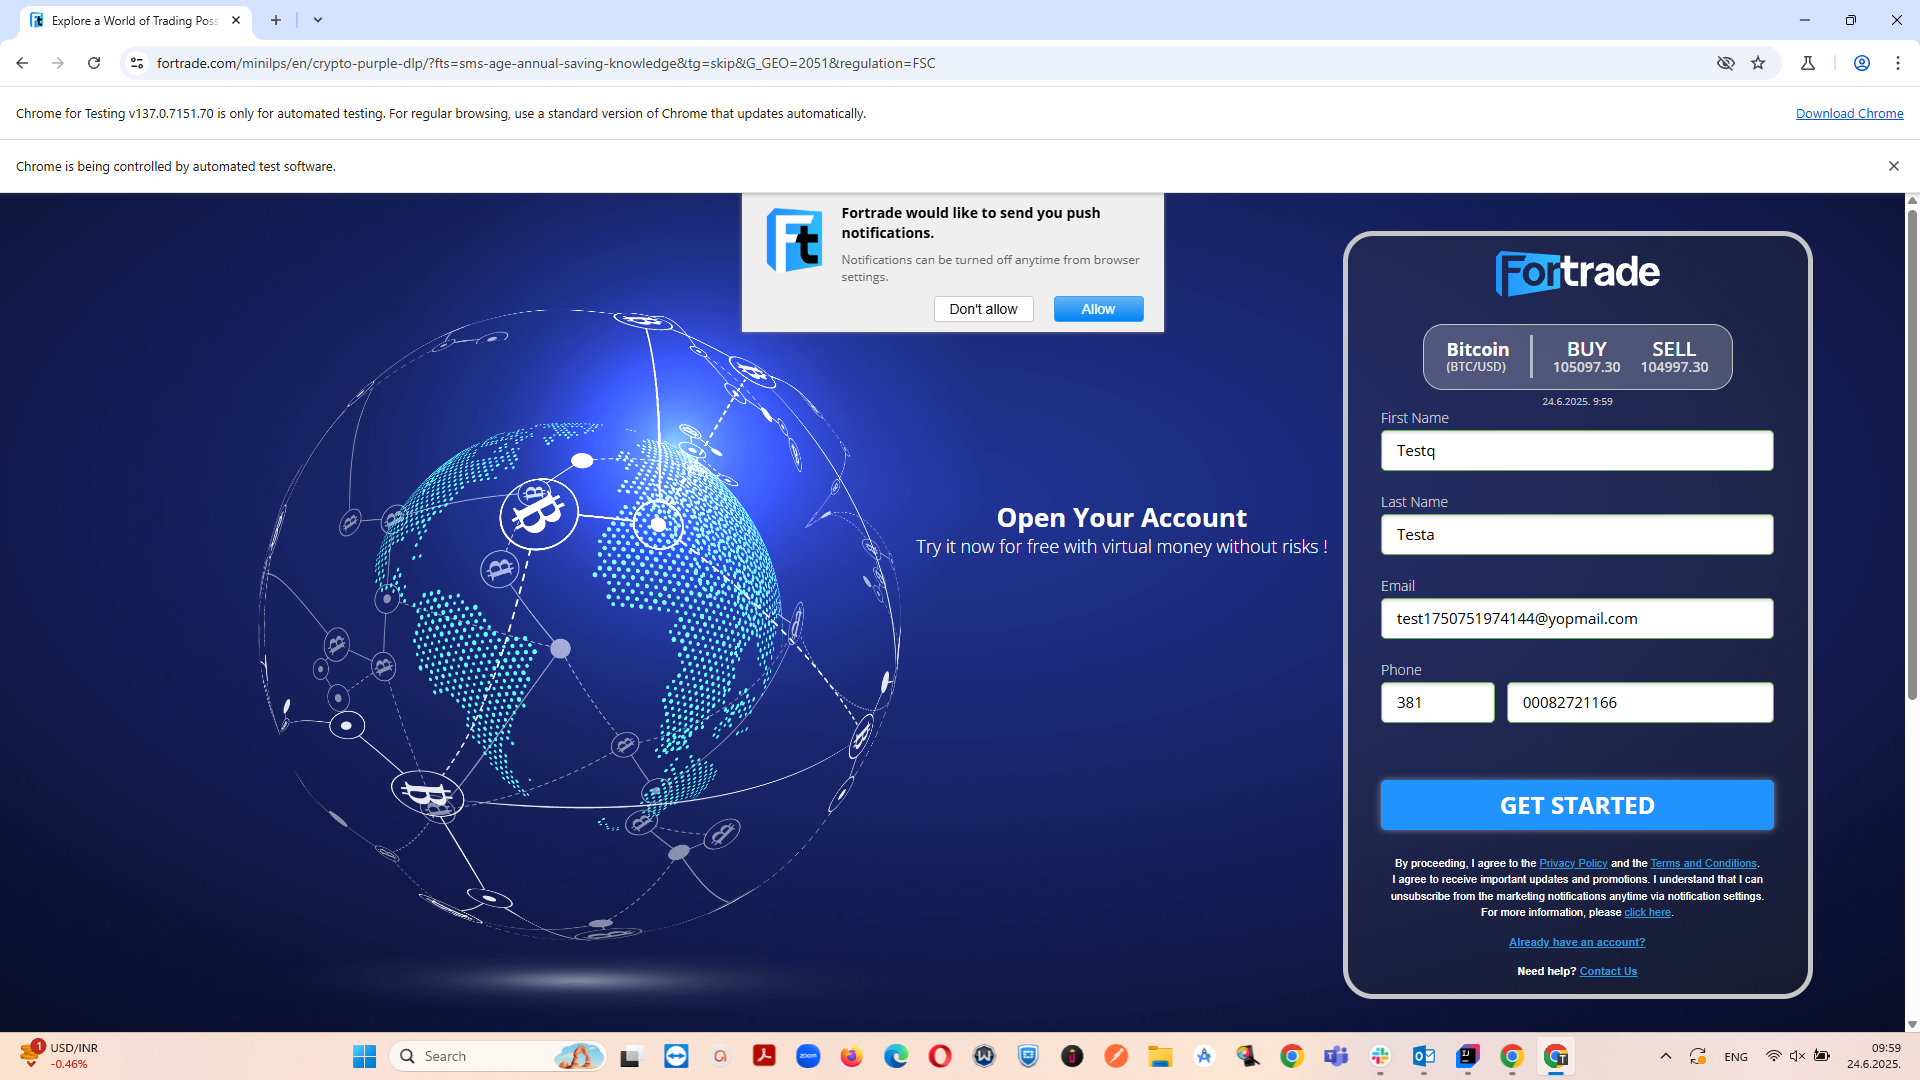 Explore a World of Trading Poss
fortrade.com/minilps/en/crypto-purple-dlp/?fts=sms-age-annual-saving-knowledge&tg=skip&G_GEO=2051&regulation=FSC
Chrome for Testing v137.0.7151.70 is only for automated testing. For regular browsing, use a standard version of Chrome that updates automatically.
Download Chrome
Chrome is being controlled by automated test software.
Fortrade would like to send you push
notifications.
Notifications can be turned off anytime from browser
settings.
Don't allow
Allow
Fortrade
Bitcoin
(BTC/USD)
BUY
105097.30
SELL
104997.30
24.6.2025. 9:59
Open Your Account
Try it now for free with virtual money without risks !
First Name
Testq
Last Name
Testa
Email
test1750751974144@yopmail.com
Phone
381
00082721166
GET STARTED
By proceeding, I agree to the Privacy Policy and the Terms and Conditions.
I agree to receive important updates and promotions. I understand that I can
unsubscribe from the marketing notifications anytime via notification settings.
For more information, please click here.
Already have an account?
Need help? Contact Us
1
USD/INR
-0.46%
Search
zoom
ENG
09:59
24.6.2025.